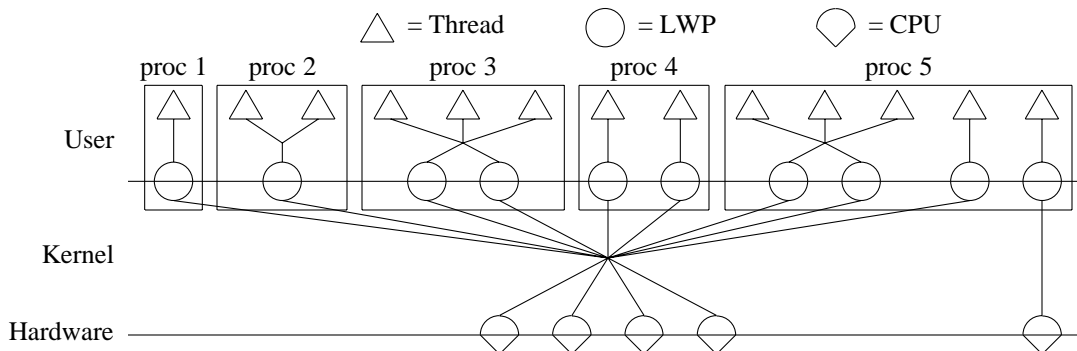 = Thread = LWP = CPU
proc 1 proc 2 proc 3 proc 4 proc 5
User
Kernel
Hardware